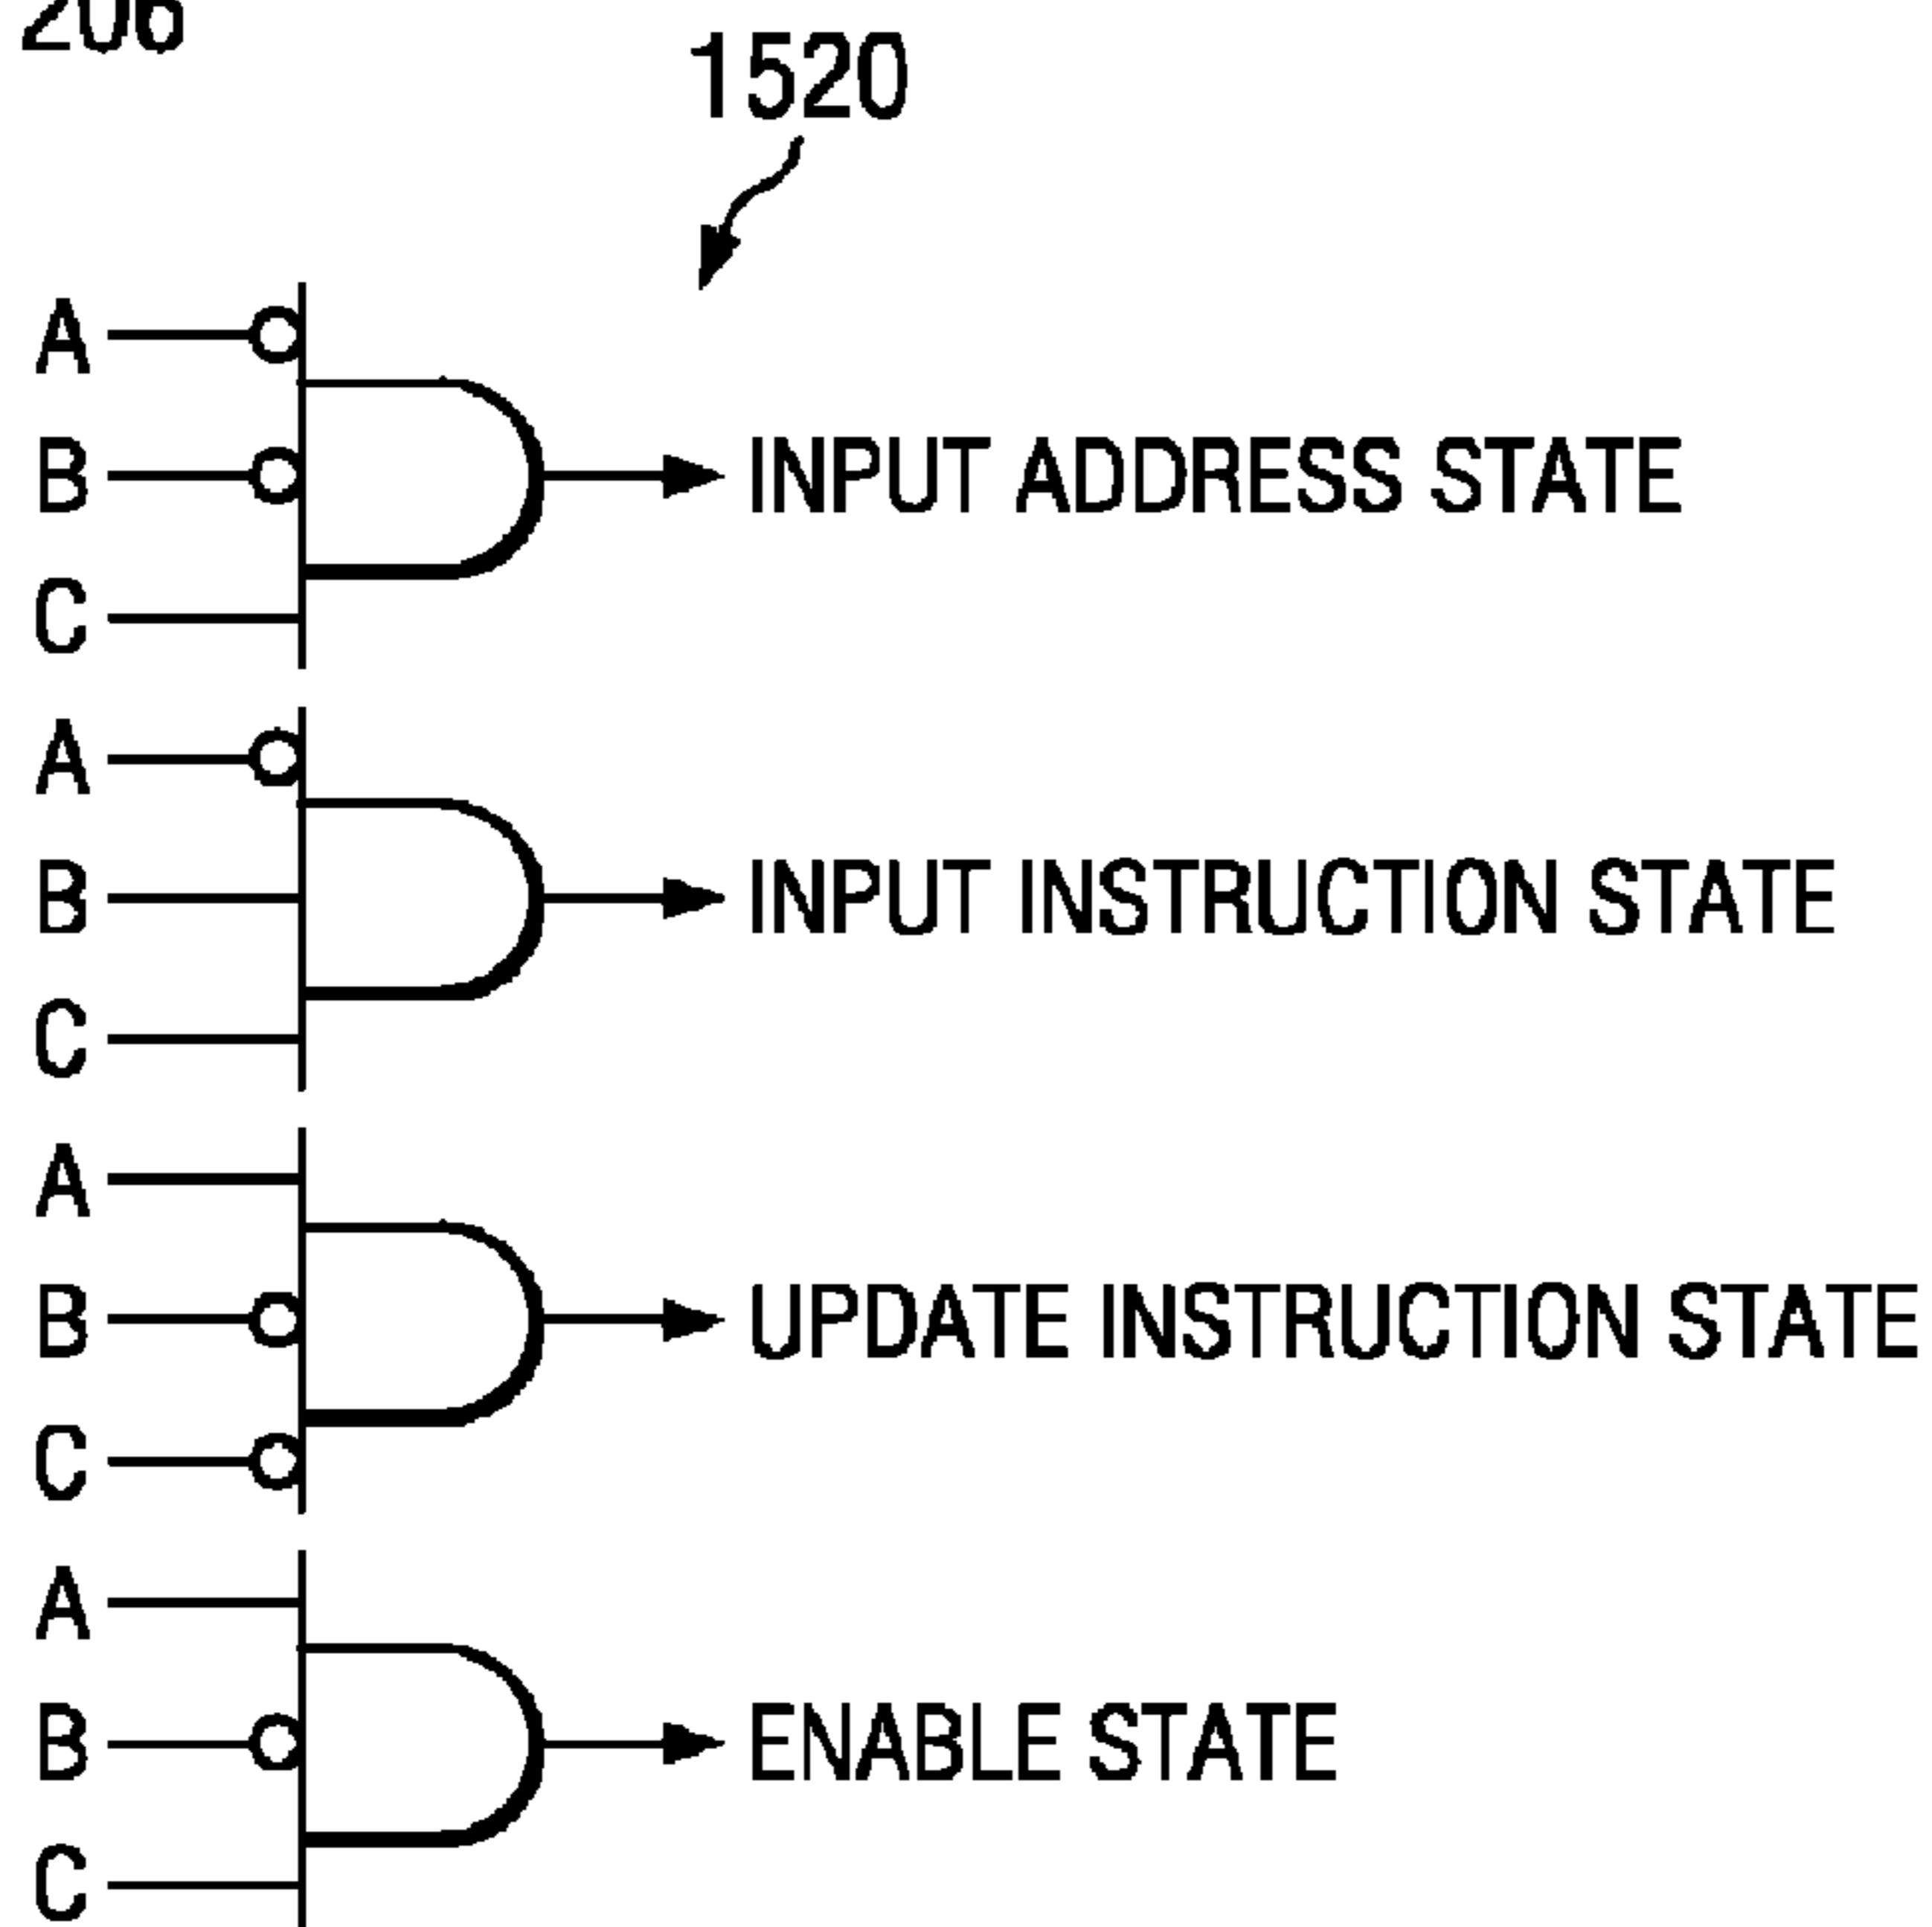 206
1520
A
B
C
INPUT ADDRESS STATE
A
B
C
INPUT INSTRUCTION STATE
A
B
C
UPDATE INSTRUCTION STATE
A
B
C
ENABLE STATE